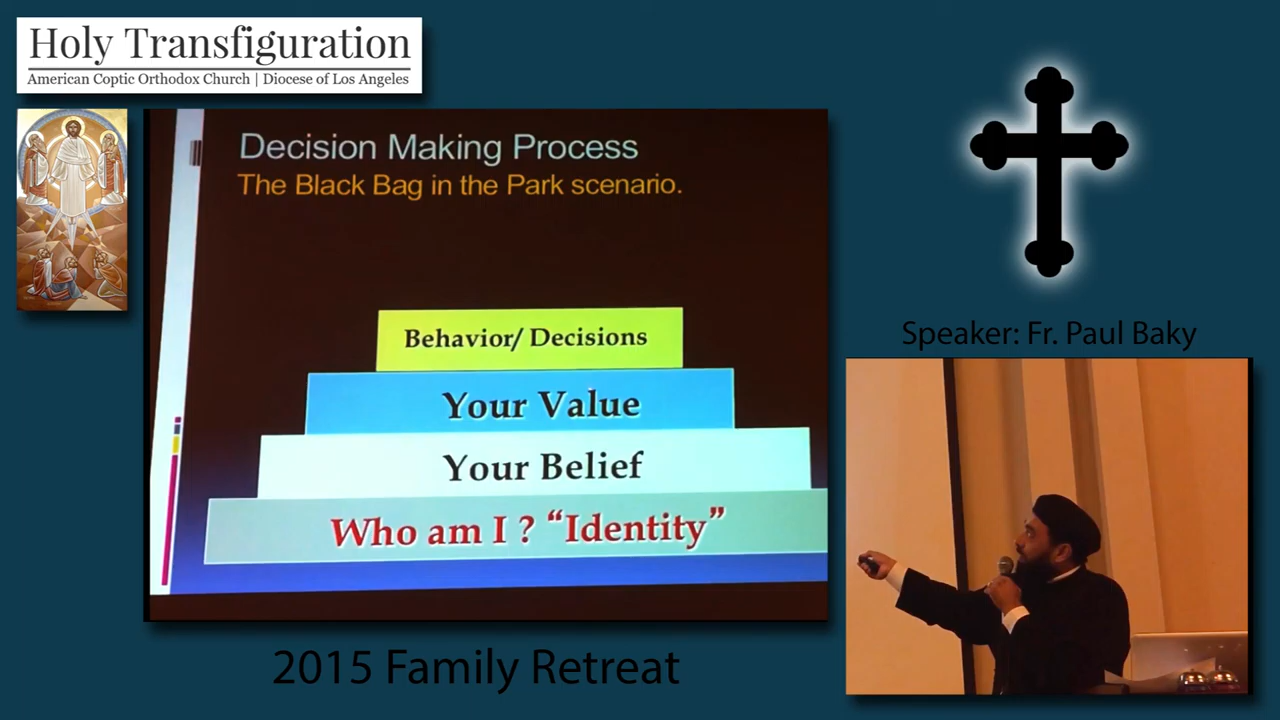 Holy Transfiguration
American Coptic Orthodox Church | Diocese of Los Angeles
Decision Making Process
The Black Bag in the Park scenario.
Behavior/ Decisions
Your Value
Your Belief
Who am I ? “Identity”
2015 Family Retreat
Speaker: Fr. Paul Baky